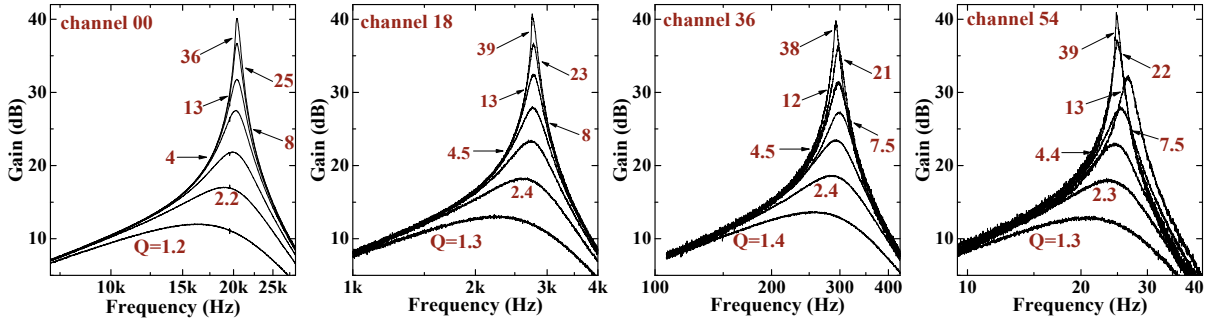 channel 00
Gain (dB)
40
30
20
10
36
25
13
8
4
2.2
Q=1.2
10k
15k
20k
25k
Frequency (Hz)
channel 18
Gain (dB)
40
30
20
10
39
23
13
8
4.5
2.4
Q=1.3
1k
2k
3k
4k
Frequency (Hz)
channel 36
Gain (dB)
40
30
20
10
38
21
12
7.5
4.5
2.4
Q=1.4
100
200
300
400
Frequency (Hz)
channel 54
Gain (dB)
40
30
20
10
39
22
13
7.5
4.4
2.3
Q=1.3
10
20
30
40
Frequency (Hz)